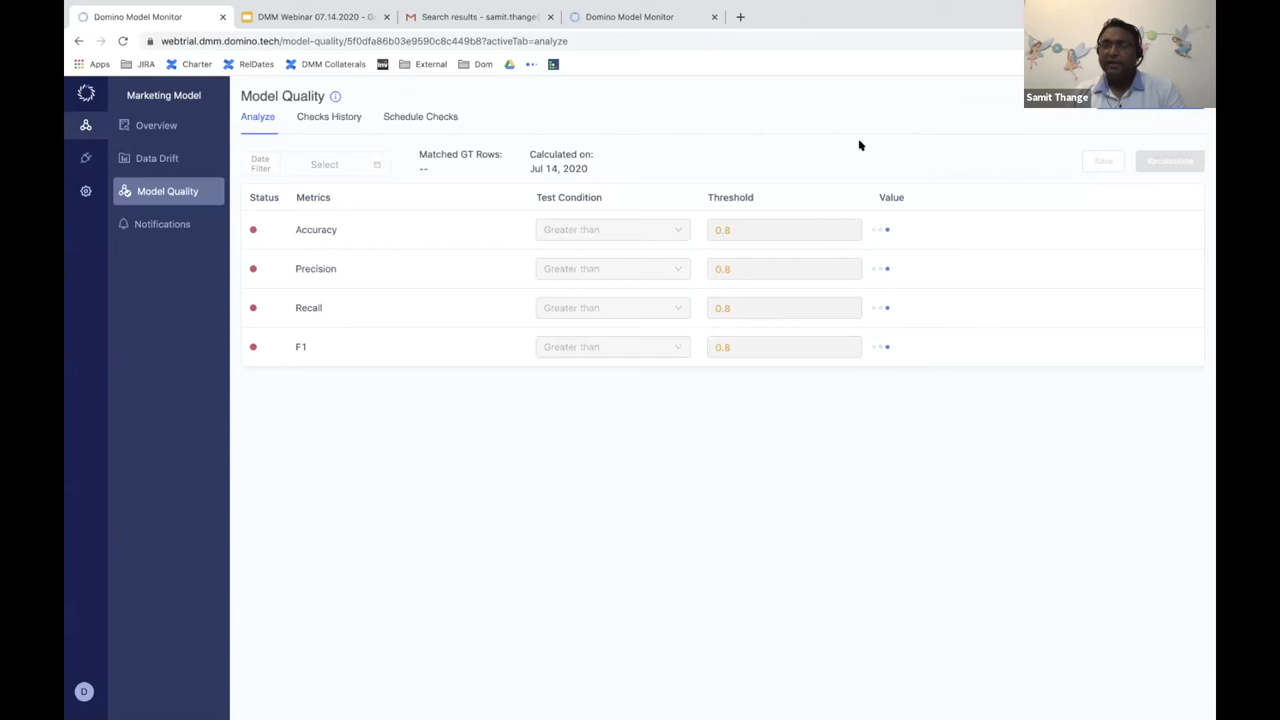 Domino Model Monitor
DMM Webinar 07.14.2020 - G
Search results - samit.thange@
Domino Model Monitor
webtrial.dmm.domino.tech/model-quality/5f0dfa86b03e9590c8c449b8?activeTab=analyze
Apps
JIRA
Charter
RelDates
DMM Collaterals
inv
External
Dom
Samit Thange
Marketing Model
Overview
Data Drift
Model Quality
Notifications
D
Model Quality
Analyze
Checks History
Schedule Checks
Date
Filter
Select
Matched GT Rows:
--
Calculated on:
Jul 14, 2020
Save
Recalculate
Status
Metrics
Test Condition
Threshold
Value
Accuracy
Greater than
0.8
Precision
Greater than
0.8
Recall
Greater than
0.8
F1
Greater than
0.8